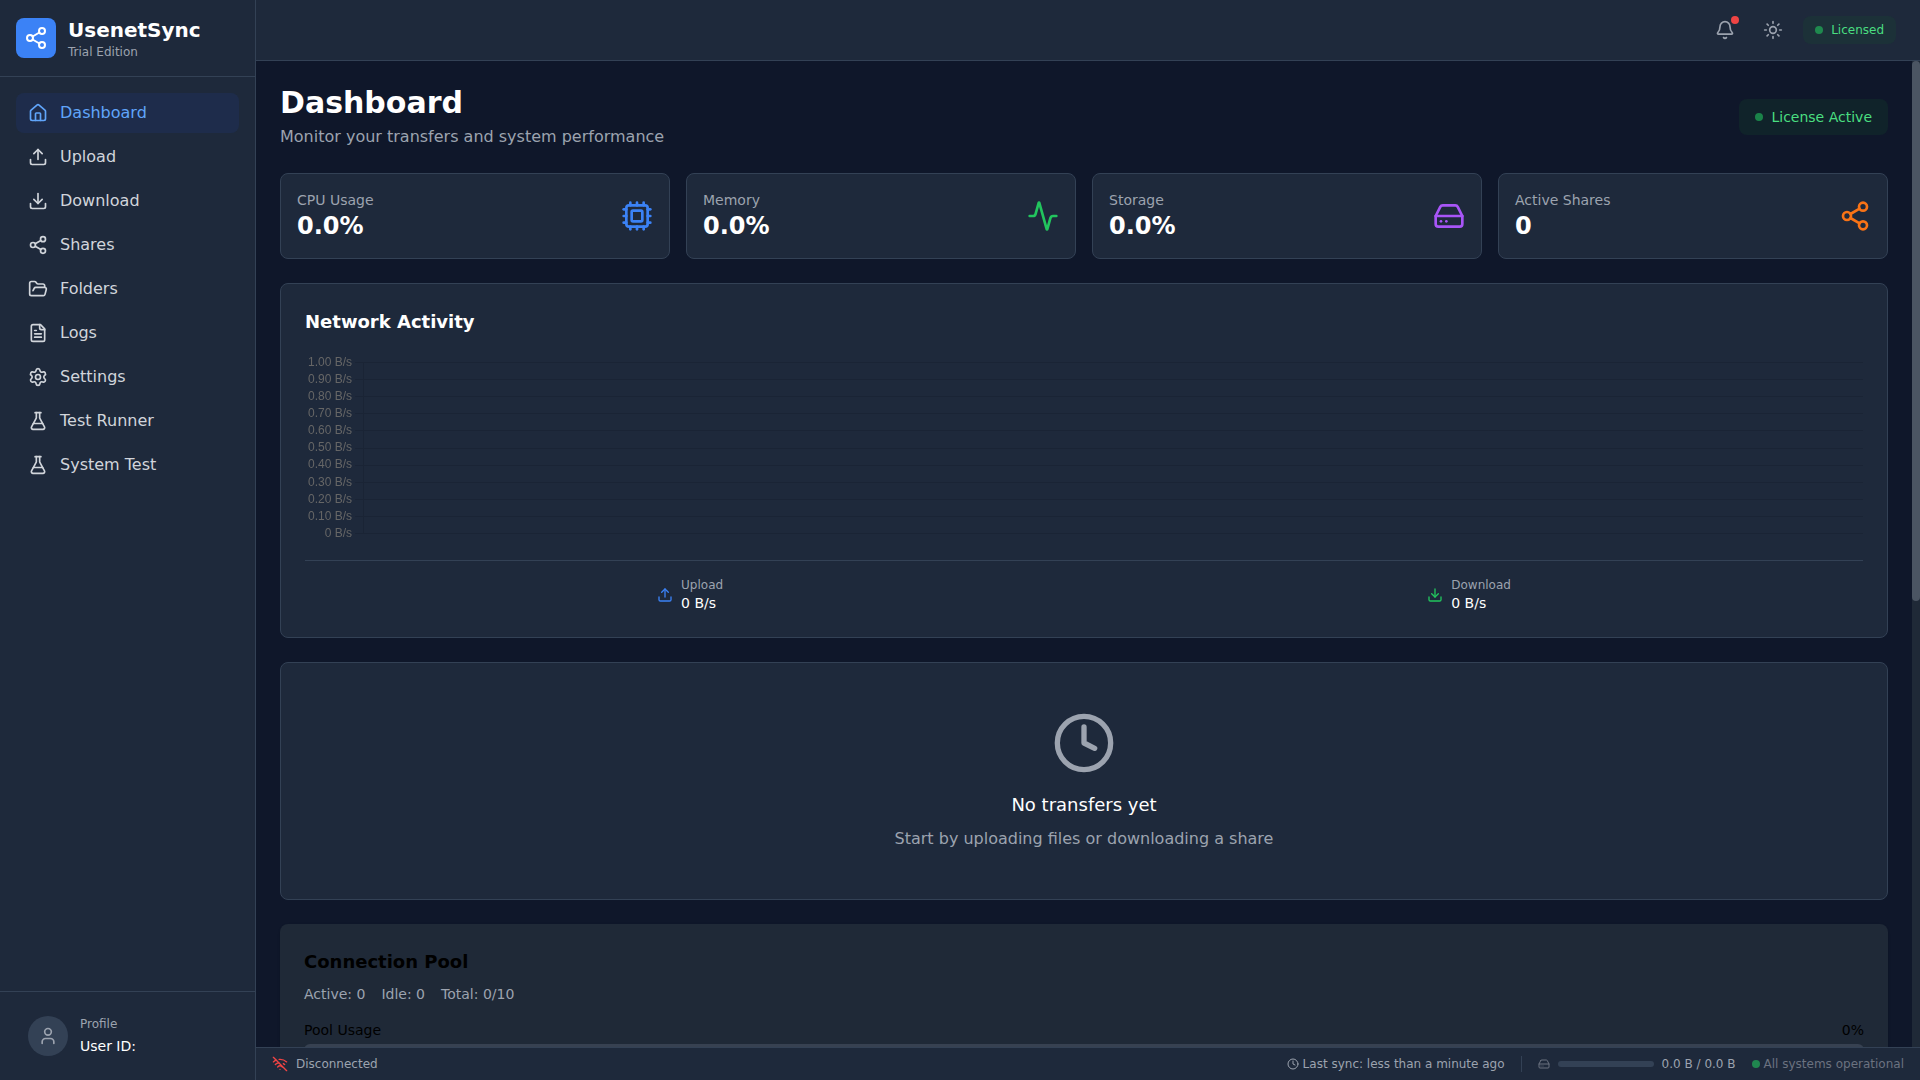 UsenetSync
Trial Edition
Dashboard
Upload
Download
Shares
Folders
Logs
Settings
Test Runner
System Test
Profile
User ID:
Licensed
Dashboard
Monitor your transfers and system performance
License Active
CPU Usage
0.0%
Memory
0.0%
Storage
0.0%
Active Shares
0
Network Activity
1.00 B/s
0.90 B/s
0.80 B/s
0.70 B/s
0.60 B/s
0.50 B/s
0.40 B/s
0.30 B/s
0.20 B/s
0.10 B/s
0 B/s
Upload
0 B/s
Download
0 B/s
No transfers yet
Start by uploading files or downloading a share
Connection Pool
Active: 0 Idle: 0 Total: 0/10
Pool Usage 0%
Disconnected
Last sync: less than a minute ago
0.0 B / 0.0 B
All systems operational